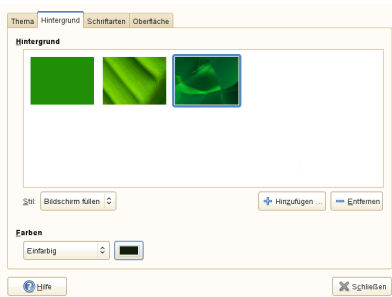 Thema Hintergrund Schriftarten Oberfläche
Hintergrund
Stil: Bildschirm füllen Hinzufügen ... Entfernen
Farben
Einfarbig
Hilfe Schließen